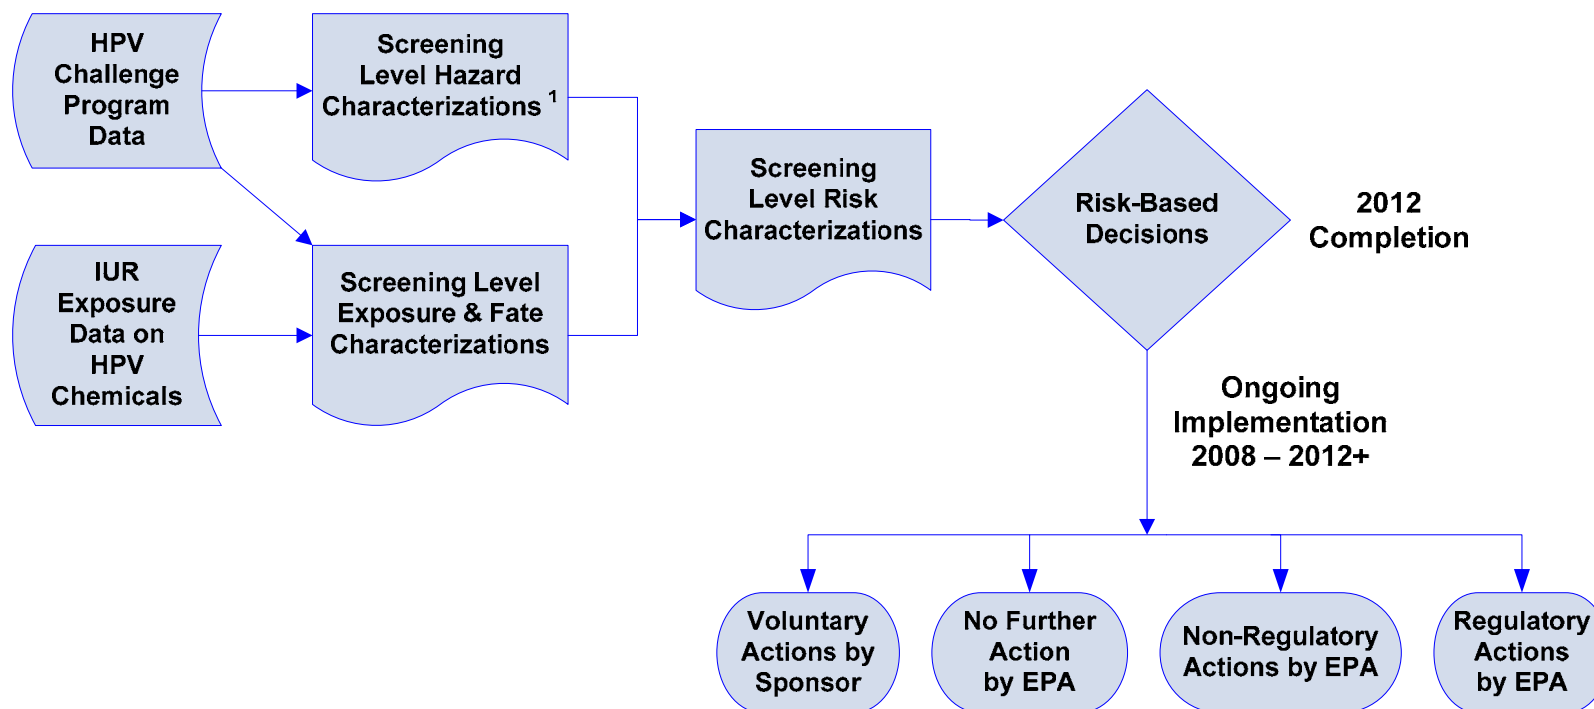 HPV
Challenge
Program
Data
Screening
Level Hazard
Characterizations 1
IUR
Exposure
Data on
HPV
Chemicals
Screening Level
Exposure & Fate
Characterizations
Screening
Level Risk
Characterizations
Risk-Based
Decisions
2012
Completion
Ongoing
Implementation
2008 – 2012+
Voluntary
Actions by
Sponsor
No Further
Action
by EPA
Non-Regulatory
Actions by EPA
Regulatory
Actions
by EPA